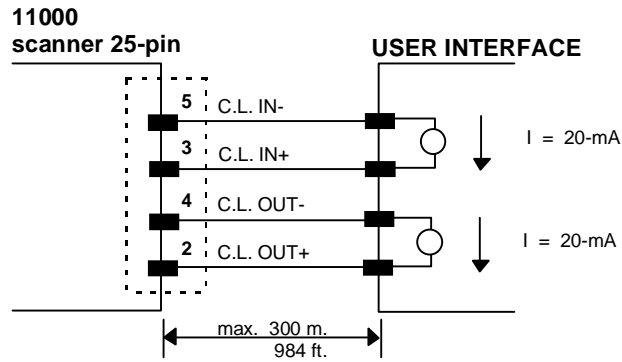 11000
scanner 25-pin
USER INTERFACE
5 C.L. IN-
3 C.L. IN+
I = 20-mA
4 C.L. OUT-
2 C.L. OUT+
I = 20-mA
max. 300 m.
984 ft.